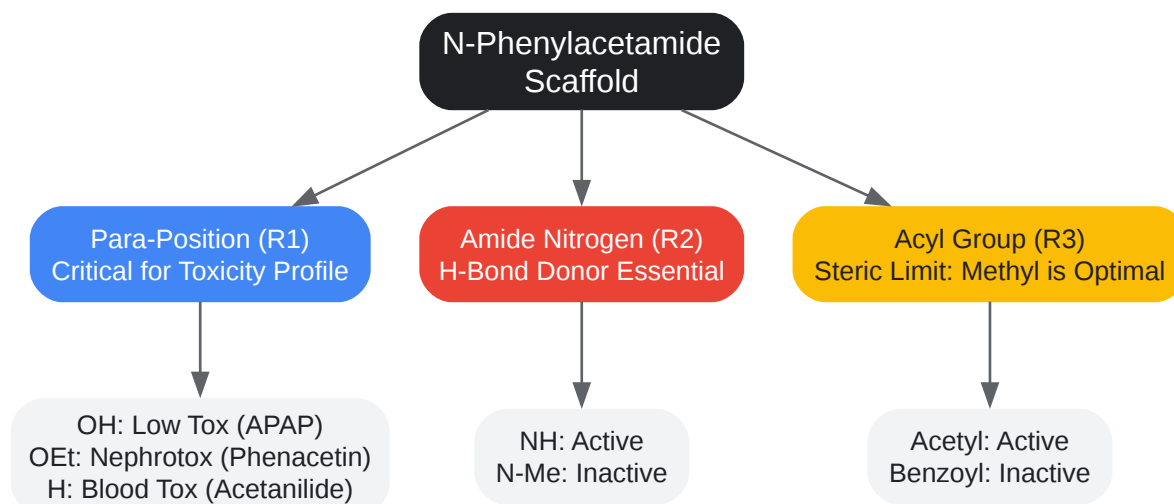 N-Phenylacetamide
Scaffold
Para-Position (R1)
Critical for Toxicity Profile
Amide Nitrogen (R2)
H-Bond Donor Essential
Acyl Group (R3)
Steric Limit: Methyl is Optimal
OH: Low Tox (APAP)
OEt: Nephrotox (Phenacetin)
H: Blood Tox (Acetanilide)
NH: Active
N-Me: Inactive
Acetyl: Active
Benzoyl: Inactive